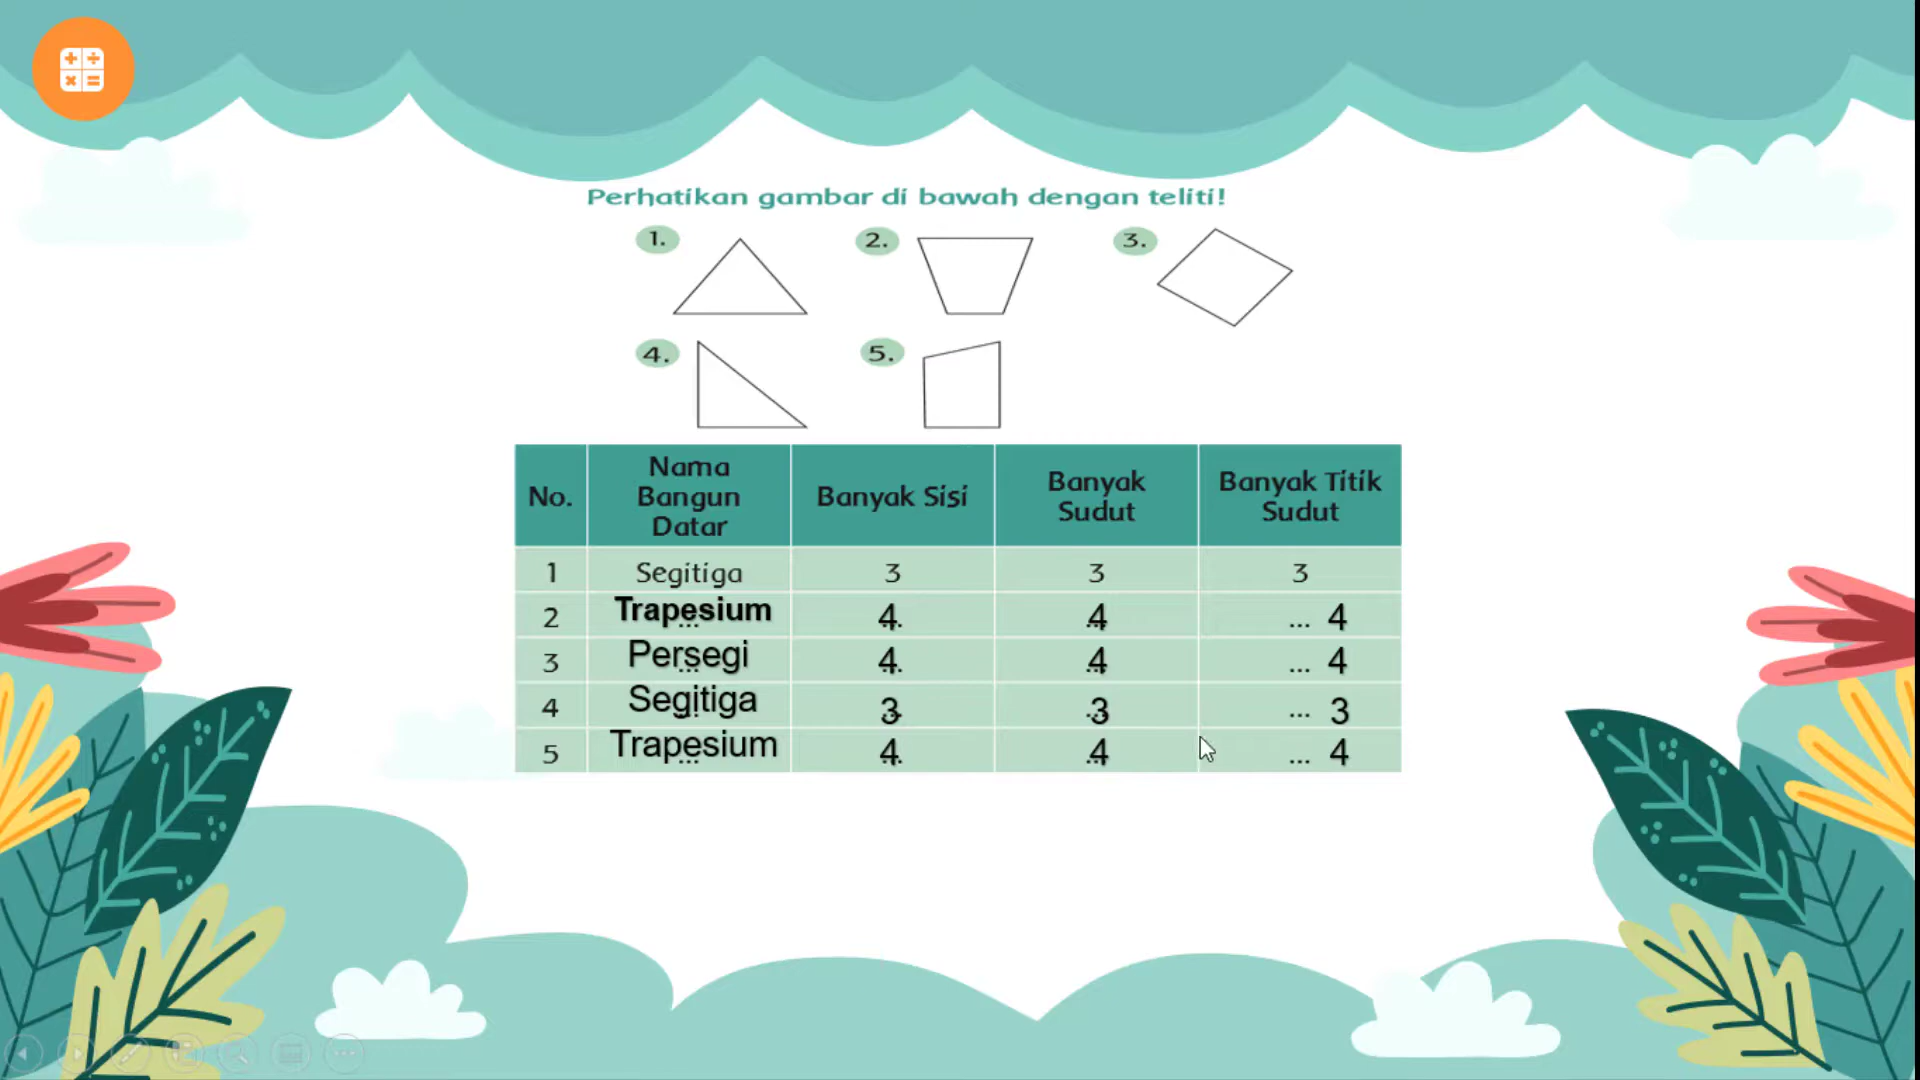 Perhatikan gambar di bawah dengan teliti!
1. 2. 3.
4. 5.
No. Nama Bangun Datar Banyak Sisi Banyak Sudut Banyak Titik Sudut
1 Segitiga 3 3 3
2 Trapesium ... 4 ... 4 ... ... 4
3 Persegi ... 4 ... 4 ... ... 4
4 Segitiga ... 3 ... 3 ... ... 3
5 Trapesium ... 4 ... 4 ... ... 4